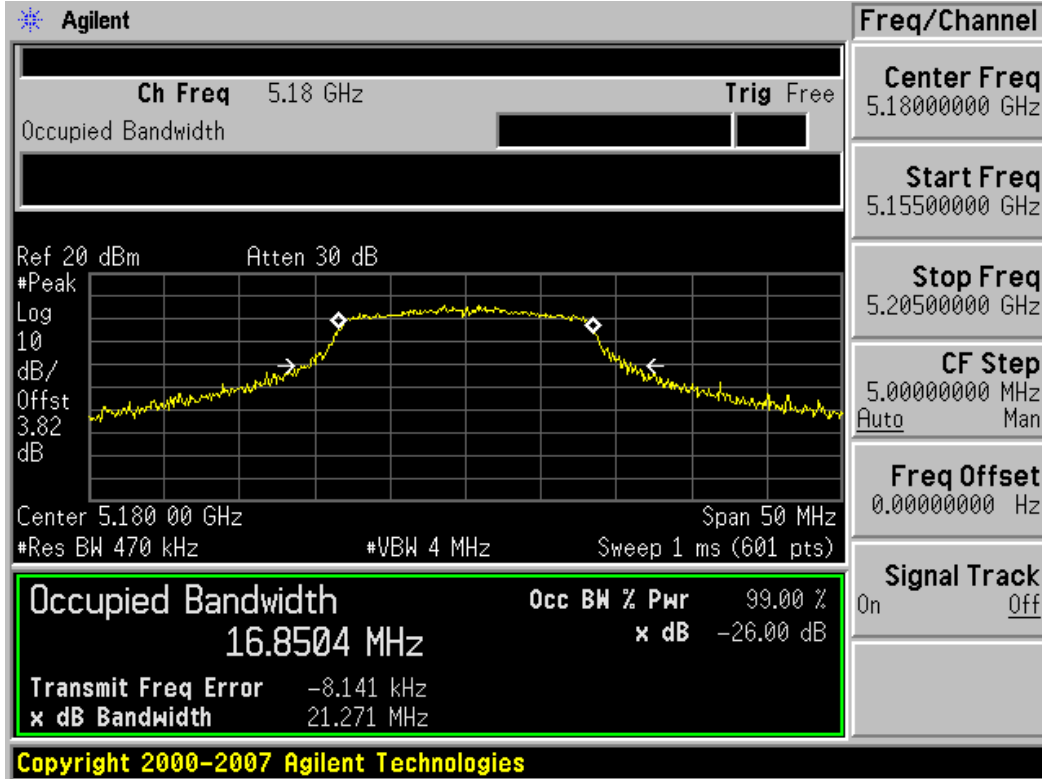 Agilent
Freq/Channel
Ch Freq 5.18 GHz Trig Free
Occupied Bandwidth
Center Freq
5.18000000 GHz
Start Freq
5.15500000 GHz
Stop Freq
5.20500000 GHz
CF Step
5.00000000 MHz
Auto Man
Freq Offset
0.00000000 Hz
Signal Track
On Off
Ref 20 dBm Atten 30 dB
#Peak
Log
10
dB/
Offst
3.82
dB
Center 5.180 00 GHz Span 50 MHz
#Res BW 470 kHz #VBW 4 MHz Sweep 1 ms (601 pts)
Occupied Bandwidth Occ BW % Pwr 99.00 %
16.8504 MHz x dB -26.00 dB
Transmit Freq Error -8.141 kHz
x dB Bandwidth 21.271 MHz
Copyright 2000-2007 Agilent Technologies